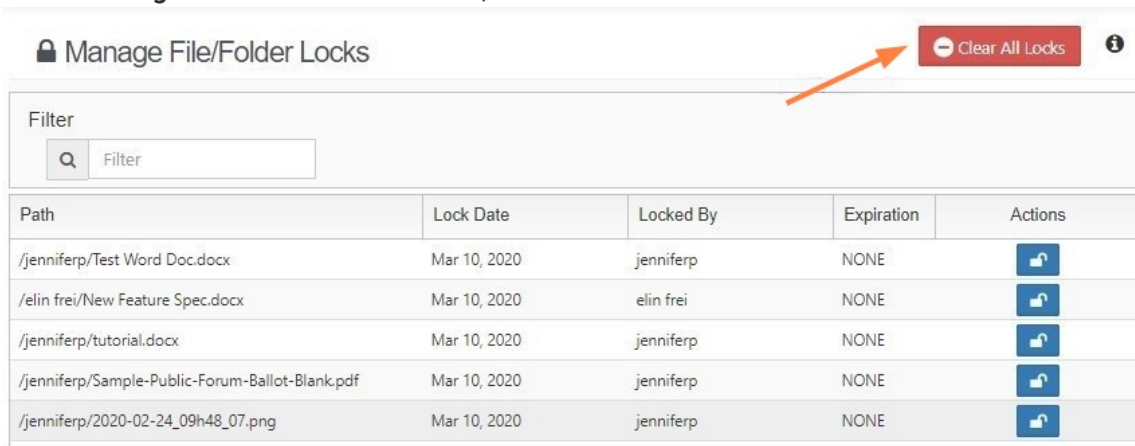 Manage File/Folder Locks
Clear All Locks
Filter
Filter
Path Lock Date Locked By Expiration Actions
/jenniferp/Test Word Doc.docx Mar 10, 2020 jenniferp NONE
/elin frei/New Feature Spec.docx Mar 10, 2020 elin frei NONE
/jenniferp/tutorial.docx Mar 10, 2020 jenniferp NONE
/jenniferp/Sample-Public-Forum-Ballot-Blank.pdf Mar 10, 2020 jenniferp NONE
/jenniferp/2020-02-24_09h48_07.png Mar 10, 2020 jenniferp NONE